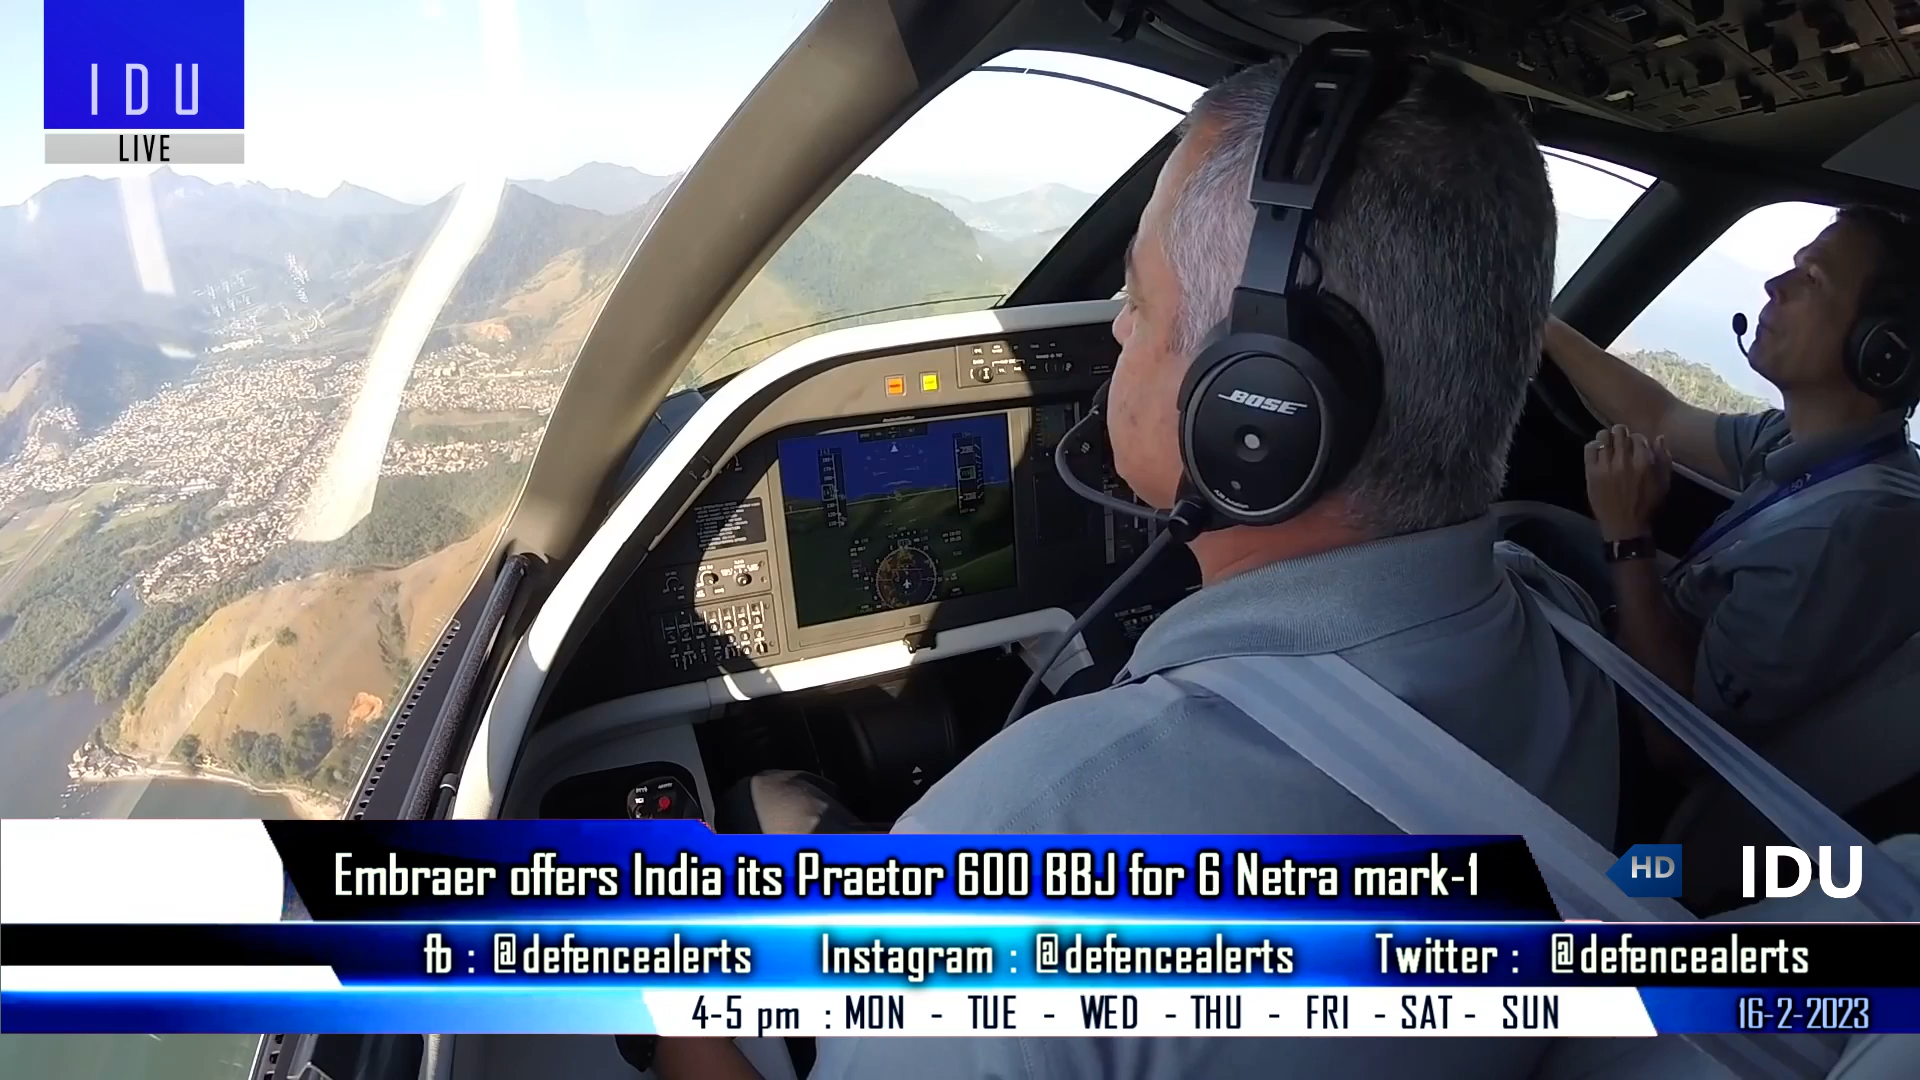 IDU
LIVE
BOSE
Embraer offers India its Praetor 600 BBJ for 6 Netra mark-1
HD
IDU
fb : @defencealerts Instagram : @defencealerts Twitter : @defencealerts
4-5 pm : MON - TUE - WED - THU - FRI - SAT - SUN
16-2-2023